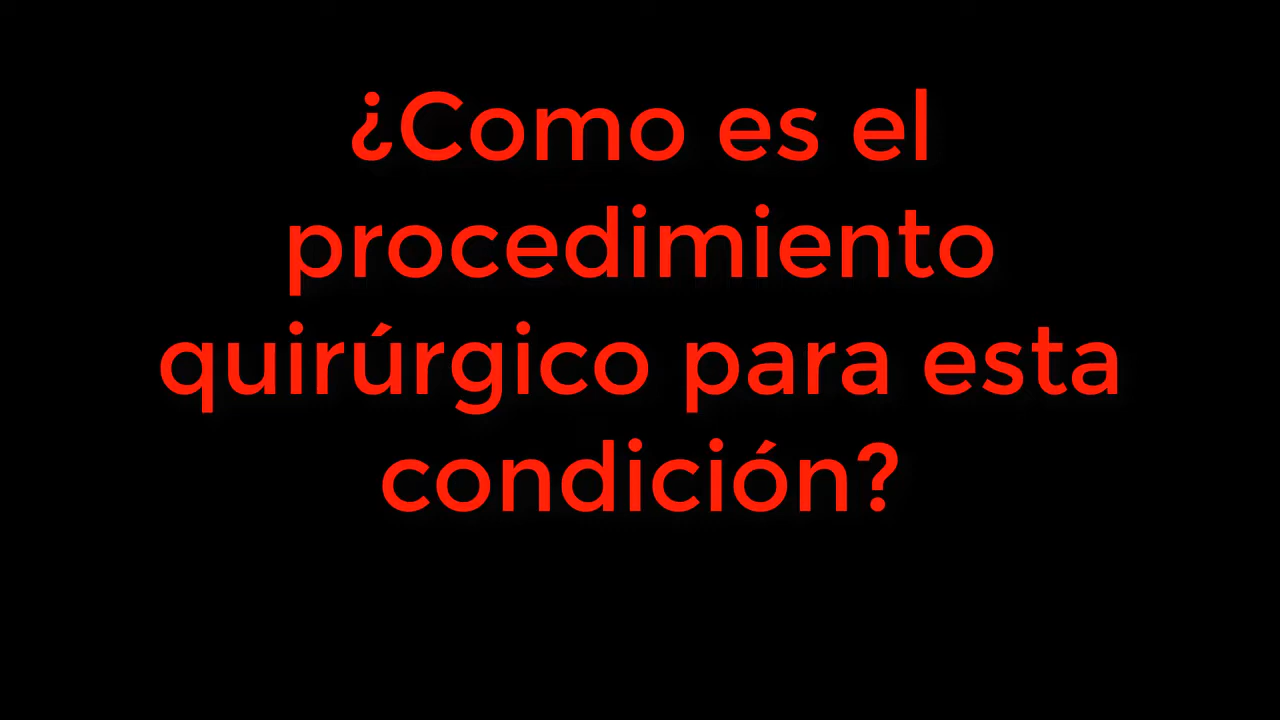 ¿Como es el
procedimiento
quirúrgico para esta
condición?